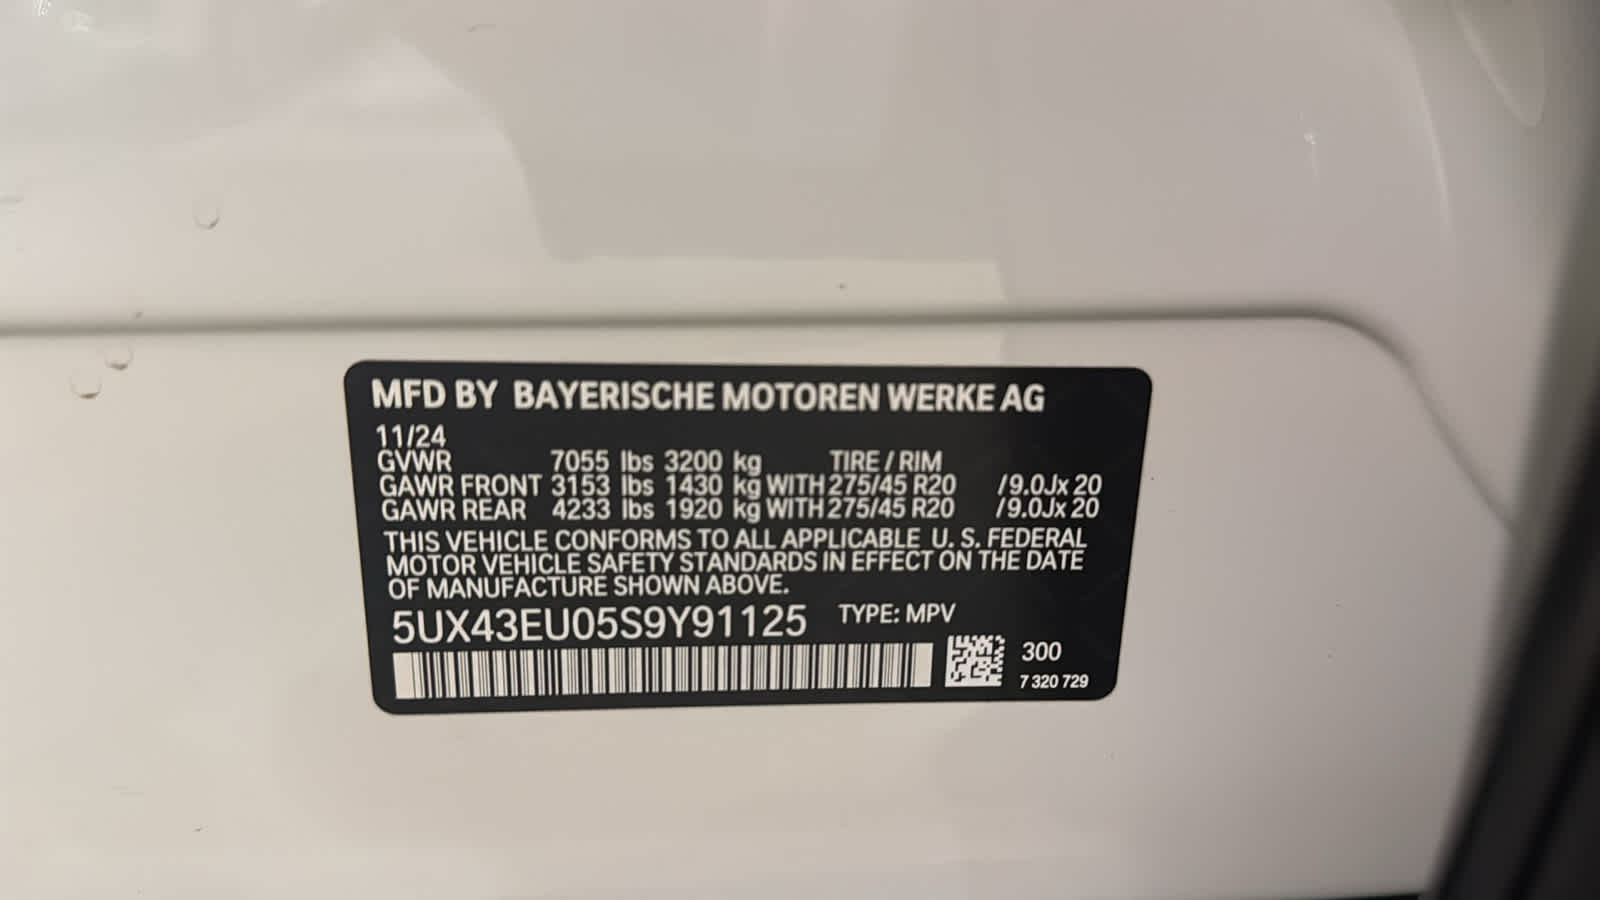 MFD BY BAYERISCHE MOTOREN WERKE AG
11/24
GVWR 7055 lbs 3200 kg TIRE / RIM
GAWR FRONT 3153 lbs 1430 kg WITH 275/45 R20 /9.0Jx 20
GAWR REAR 4233 lbs 1920 kg WITH 275/45 R20 /9.0Jx 20
THIS VEHICLE CONFORMS TO ALL APPLICABLE U. S. FEDERAL
MOTOR VEHICLE SAFETY STANDARDS IN EFFECT ON THE DATE
OF MANUFACTURE SHOWN ABOVE.
5UX43EU05S9Y91125 TYPE: MPV
300
7 320 729